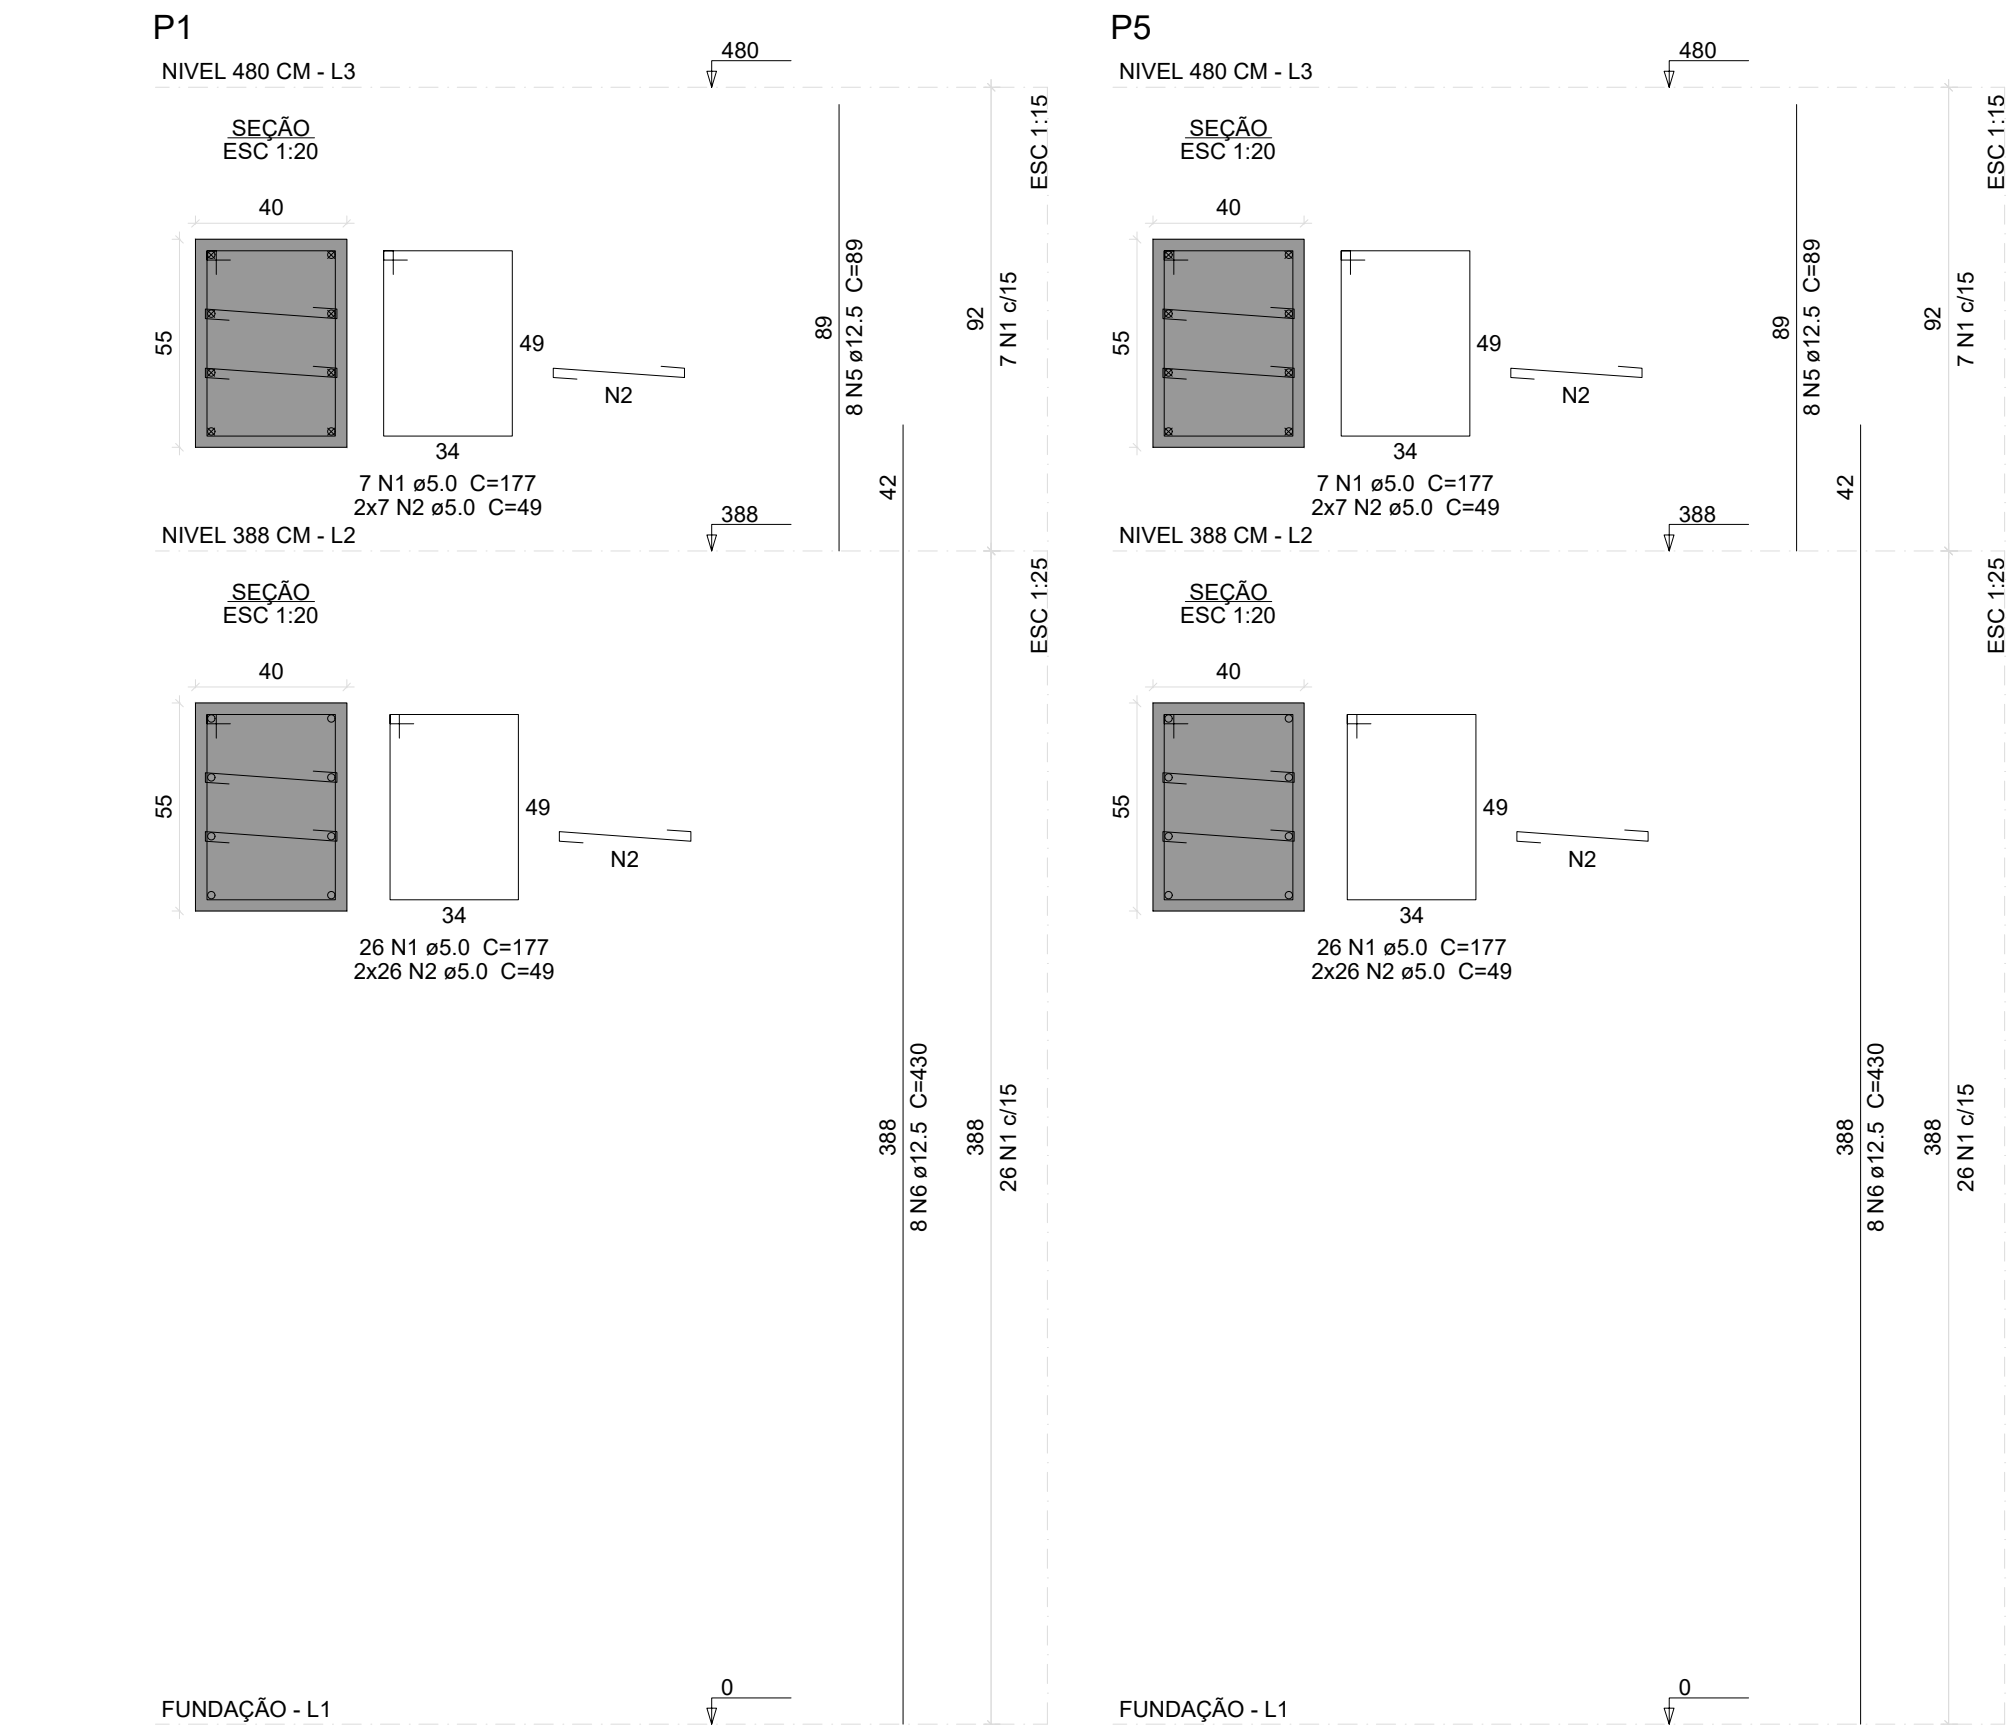 P1
NIVEL 480 CM - L3
480
SEÇÃO
ESC 1:20
40
55
49
34
N2
7 N1 ø5.0 C=177
2x7 N2 ø5.0 C=49
89
8 N5 ø12.5 C=89
42
92
7 N1 c/15
ESC 1:15
NIVEL 388 CM - L2
388
SEÇÃO
ESC 1:20
40
55
49
34
N2
26 N1 ø5.0 C=177
2x26 N2 ø5.0 C=49
388
8 N6 ø12.5 C=430
388
26 N1 c/15
ESC 1:25
FUNDAÇÃO - L1
0
P5
NIVEL 480 CM - L3
480
SEÇÃO
ESC 1:20
40
55
49
34
N2
7 N1 ø5.0 C=177
2x7 N2 ø5.0 C=49
89
8 N5 ø12.5 C=89
42
92
7 N1 c/15
ESC 1:15
NIVEL 388 CM - L2
388
SEÇÃO
ESC 1:20
40
55
49
34
N2
26 N1 ø5.0 C=177
2x26 N2 ø5.0 C=49
388
8 N6 ø12.5 C=430
388
26 N1 c/15
ESC 1:25
FUNDAÇÃO - L1
0